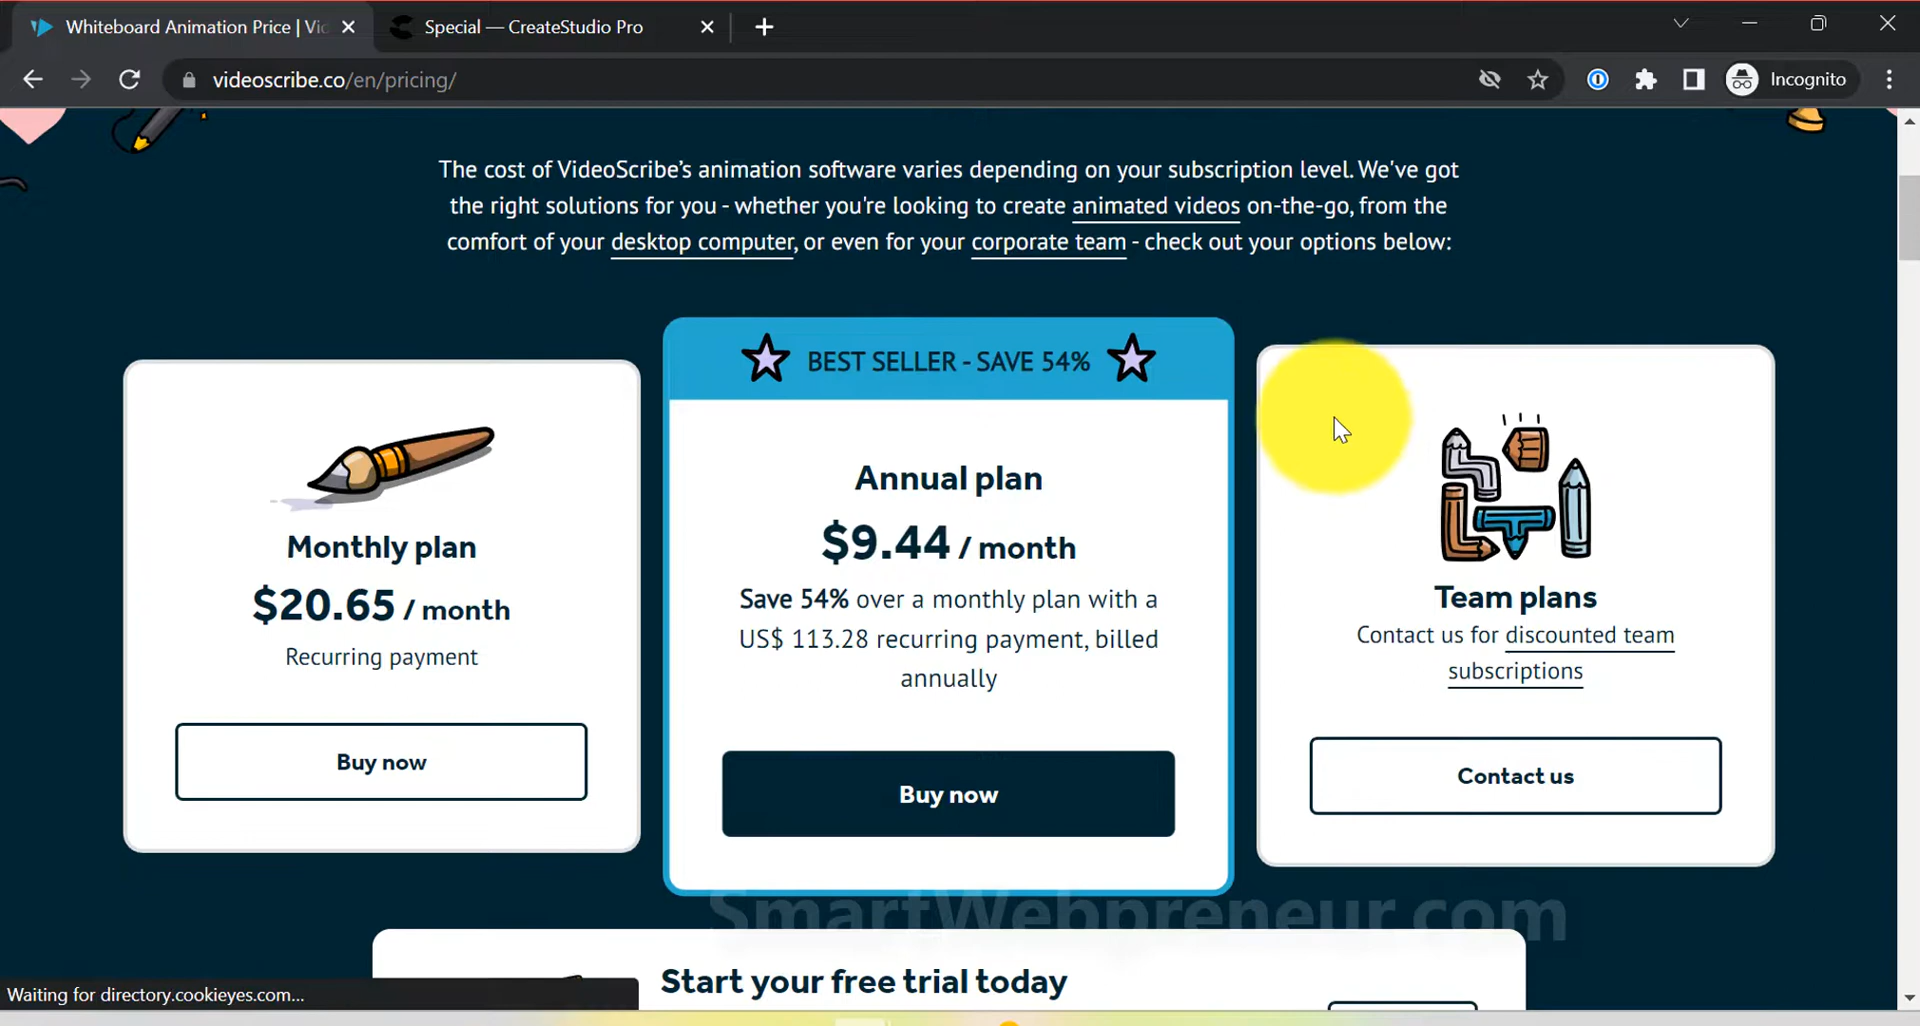 Whiteboard Animation Price | Vid
Special — CreateStudio Pro
videoscribe.co/en/pricing/
Incognito
The cost of VideoScribe’s animation software varies depending on your subscription level. We've got
the right solutions for you - whether you're looking to create animated videos on-the-go, from the
comfort of your desktop computer, or even for your corporate team - check out your options below:
BEST SELLER - SAVE 54%
Monthly plan
$20.65 / month
Recurring payment
Buy now
Annual plan
$9.44 / month
Save 54% over a monthly plan with a
US$ 113.28 recurring payment, billed
annually
Buy now
Team plans
Contact us for discounted team
subscriptions
Contact us
SmartWebpreneur.com
Start your free trial today
Waiting for directory.cookieyes.com...